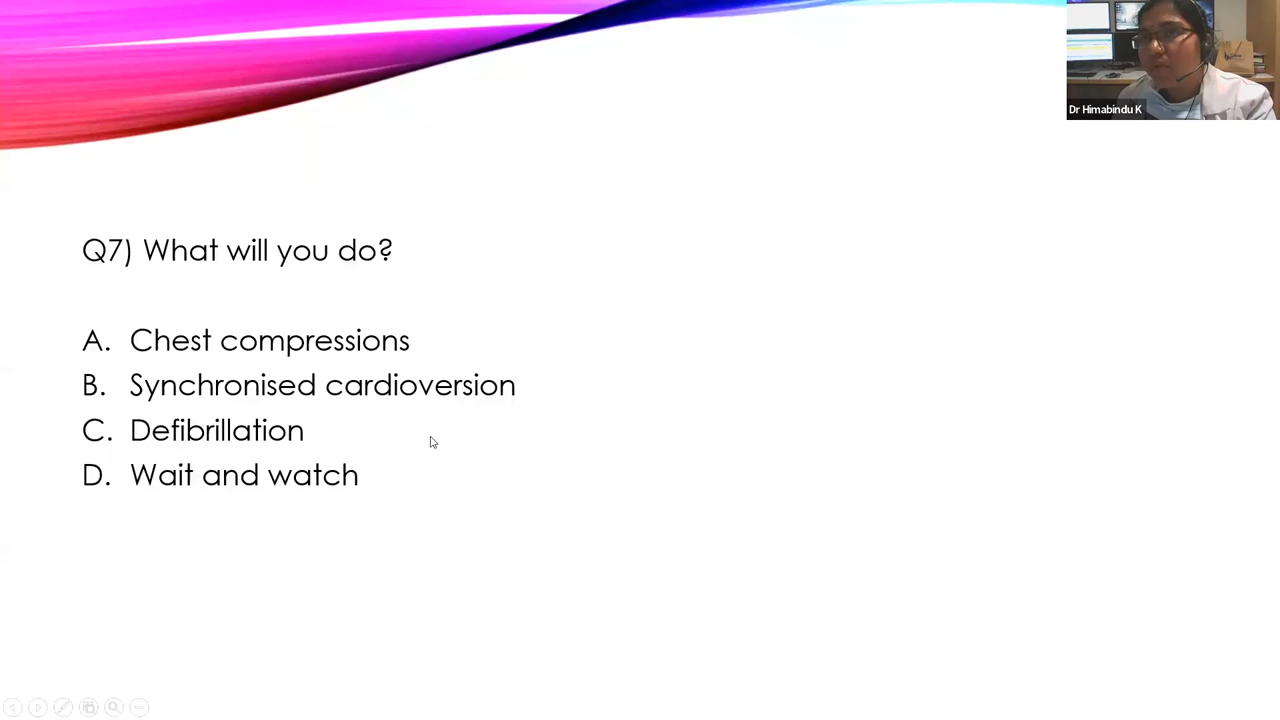 Dr Himabindu K
Q7) What will you do?
A. Chest compressions
B. Synchronised cardioversion
C. Defibrillation
D. Wait and watch